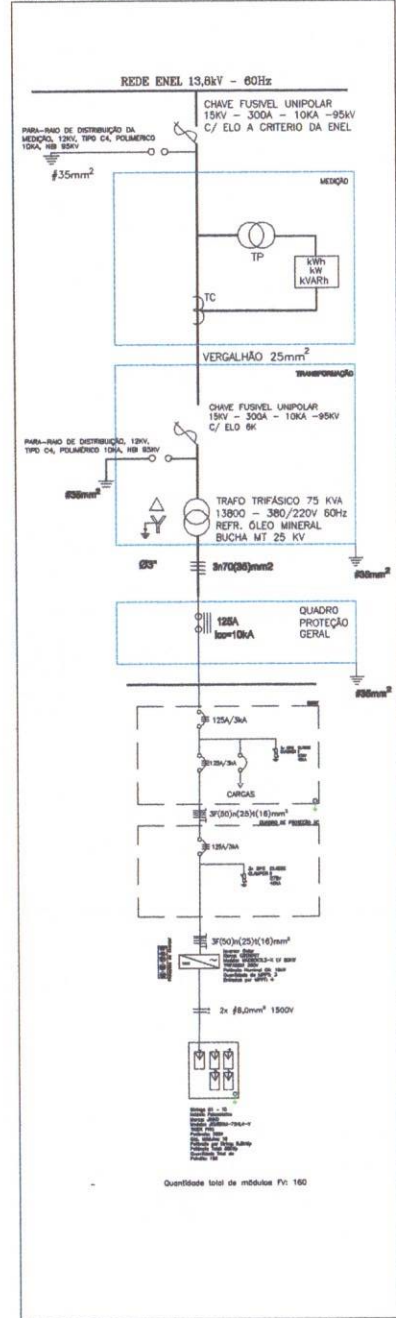 REDE ENEL 13,8kV - 60Hz
CHAVE FUSIVEL UNIPOLAR
15KV - 300A - 10KA -95kV
C/ ELO A CRITERIO DA ENEL
PARA-RAIO DE DISTRIBUIÇÃO DA
MEDIÇÃO, 12KV, TIPO C4, POLIMÉRICO
10KA, NBI 95KV
#35mm²
MEDIÇÃO
TP
kWh
kW
kVARh
TC
VERGALHÃO 25mm²
TRANSFORMAÇÃO
CHAVE FUSIVEL UNIPOLAR
15KV - 300A - 10KA -95KV
C/ ELO 6K
PARA-RAIO DE DISTRIBUIÇÃO, 12KV,
TIPO C4, POLIMÉRICO 10KA, NBI 95KV
#35mm²
TRAFO TRIFÁSICO 75 KVA
13800 - 380/220V 60Hz
REFR. ÓLEO MINERAL
BUCHA MT 25 KV
Ø3"
3n70(35)mm2
#35mm²
QUADRO
PROTEÇÃO
GERAL
125A
Icc=10kA
#35mm²
125A/3kA
125A/3kA
CARGAS
3F(50)n(25)t(16)mm²
125A/3kA
3F(50)n(25)t(16)mm²
2x #6,0mm² 1500V
Quantidade total de módulos FV: 160